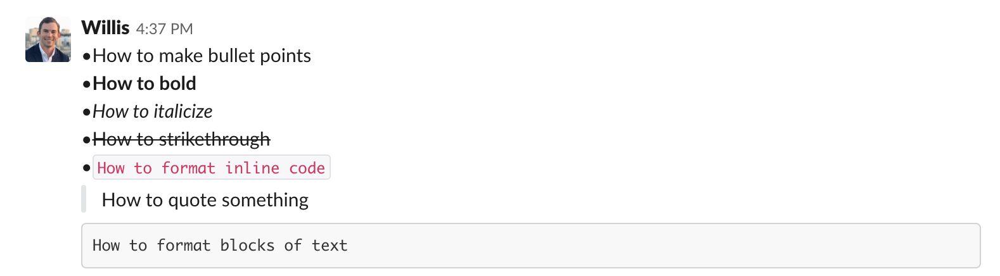 Willis 4:37 PM
•How to make bullet points
•How to bold
•How to italicize
•How to strikethrough
•How to format inline code
How to quote something
How to format blocks of text